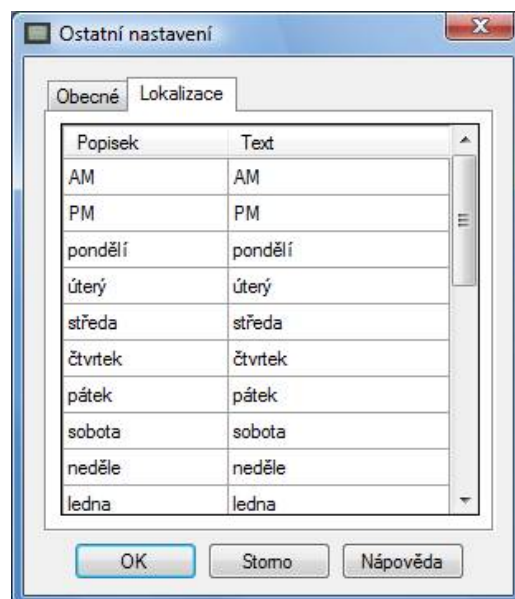 Ostatní nastavení
Obecné Lokalizace
Popisek Text
AM AM
PM PM
pondělí pondělí
úterý úterý
středa středa
čtvrtek čtvrtek
pátek pátek
sobota sobota
neděle neděle
ledna ledna
OK Storno Nápověda